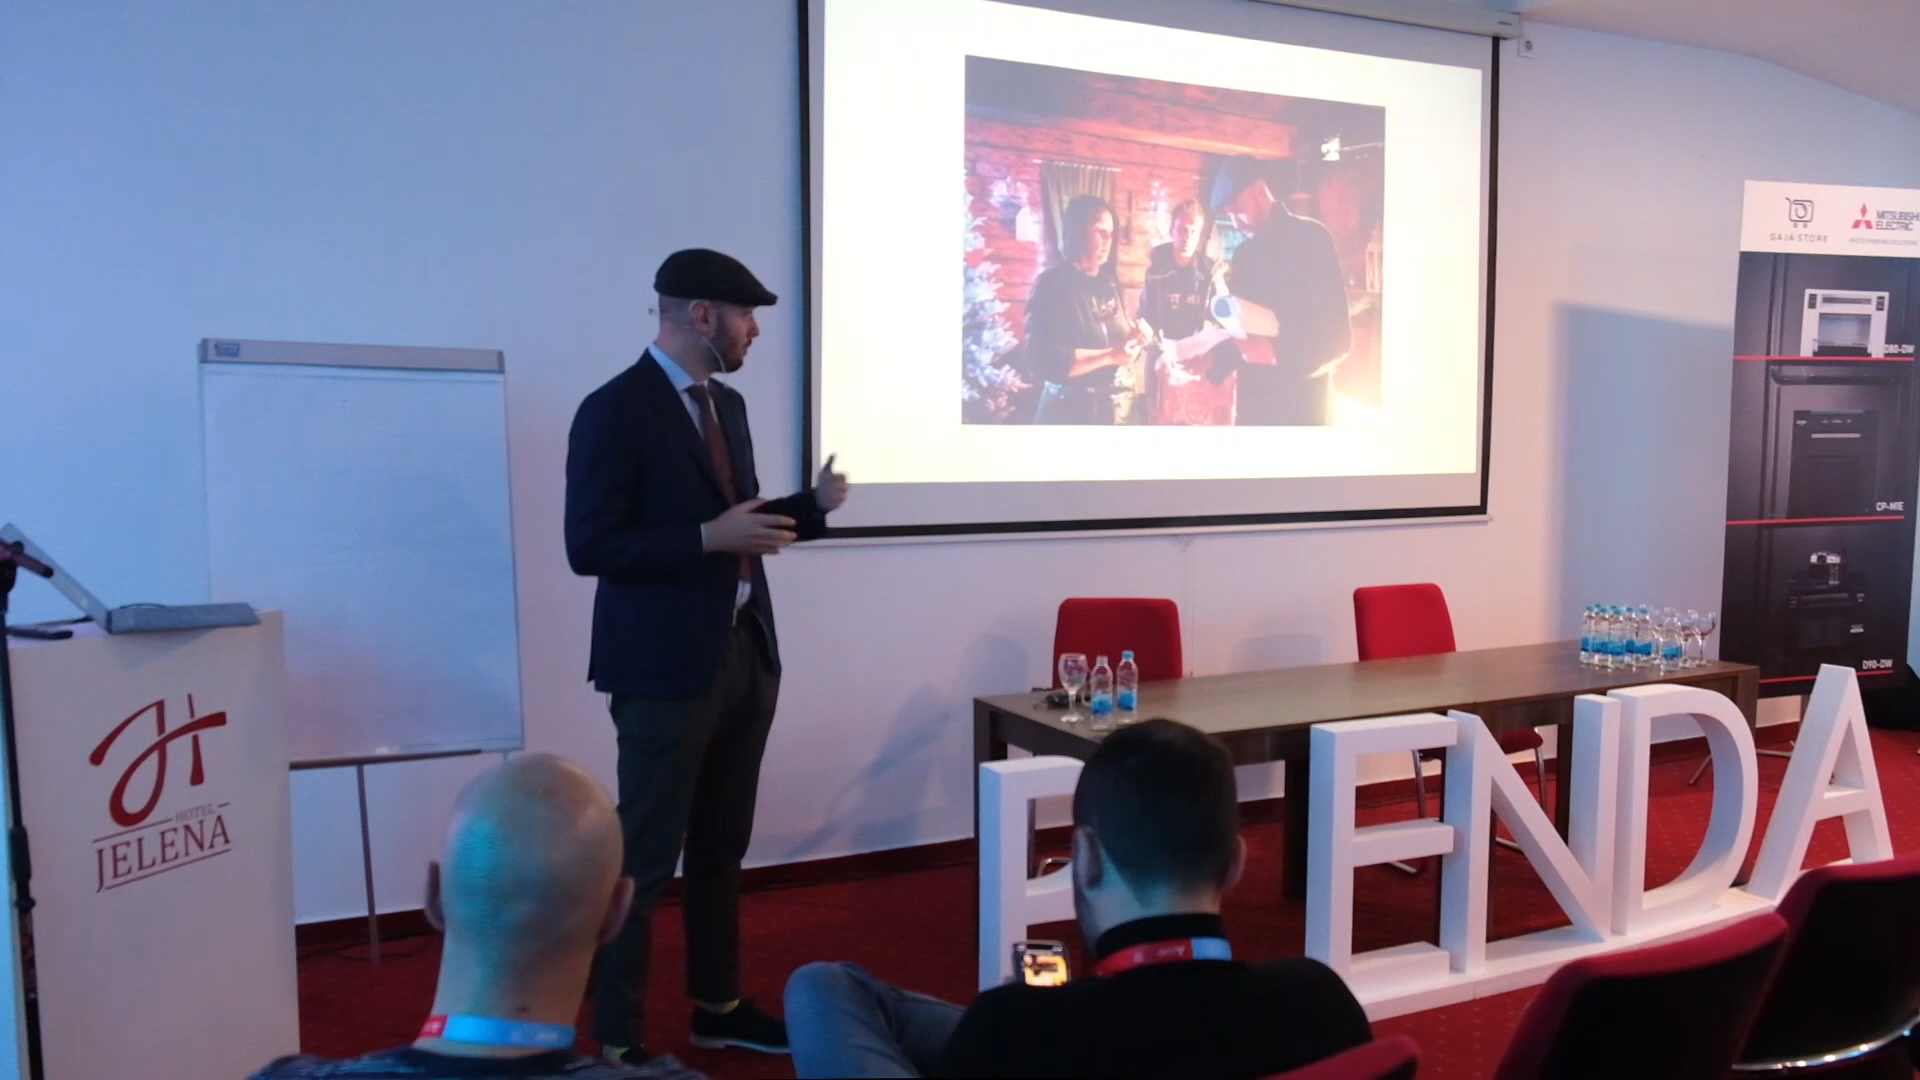 GAJA STORE
MITSUBISHI
ELECTRIC
D80-DW
CP-M1E
D90-DW
HOTEL
JELENA
ENDA